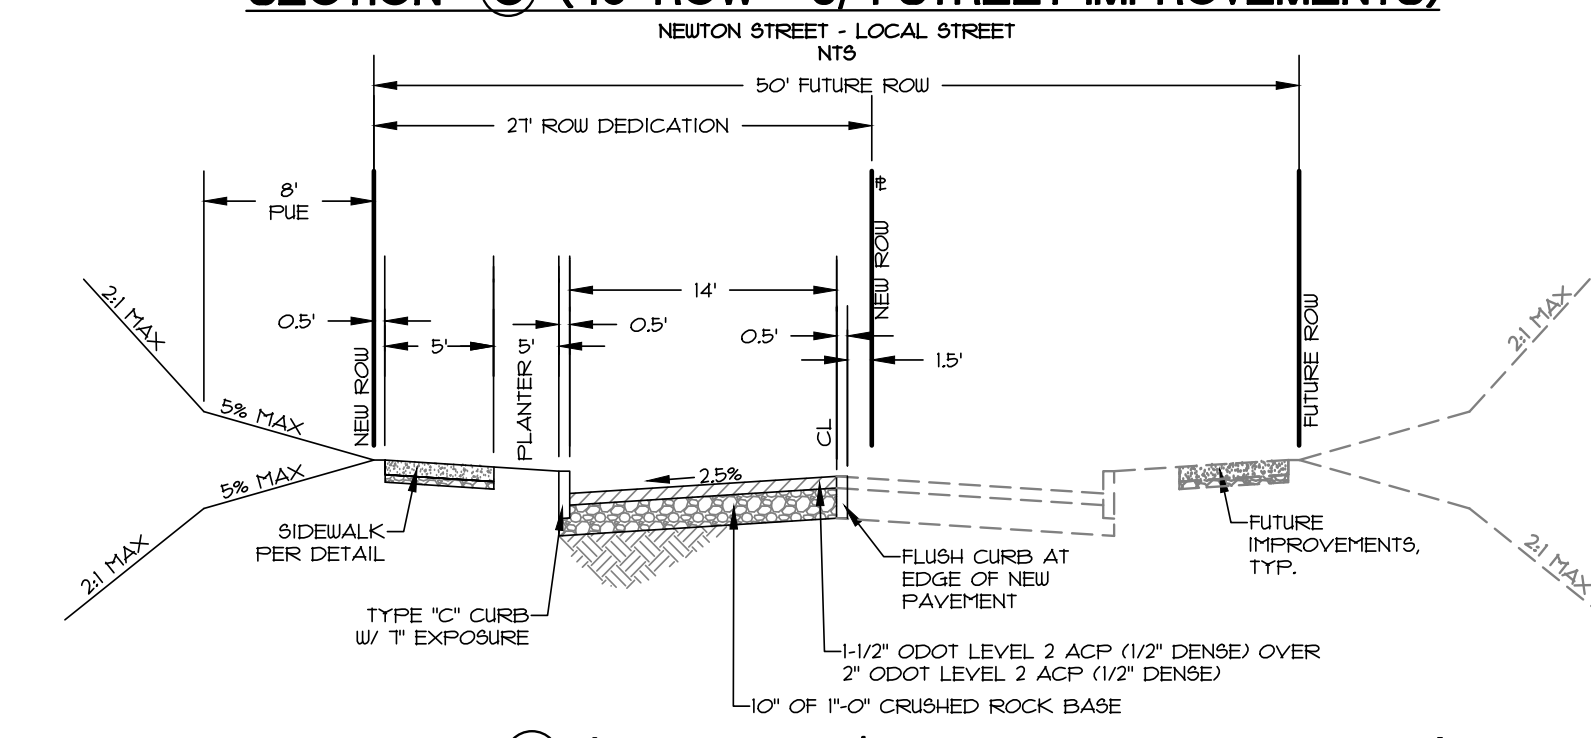 NEWTON STREET - LOCAL STREET
NTS
50' FUTURE ROW
27' ROW DEDICATION
8'
PUE
NEW ROW
14'
0.5'
0.5'
0.5'
5'
5'
1.5'
2:1 MAX
5% MAX
NEW ROW
PLANTER
CL
FUTURE ROW
2:1 MAX
5% MAX
2:1 MAX
2.5%
2:1 MAX
SIDEWALK
PER DETAIL
FUTURE
IMPROVEMENTS,
TYP.
FLUSH CURB AT
EDGE OF NEW
PAVEMENT
TYPE "C" CURB
W/ 7" EXPOSURE
1-1/2" ODOT LEVEL 2 ACP (1/2" DENSE) OVER
2" ODOT LEVEL 2 ACP (1/2" DENSE)
10" OF 1"-0" CRUSHED ROCK BASE